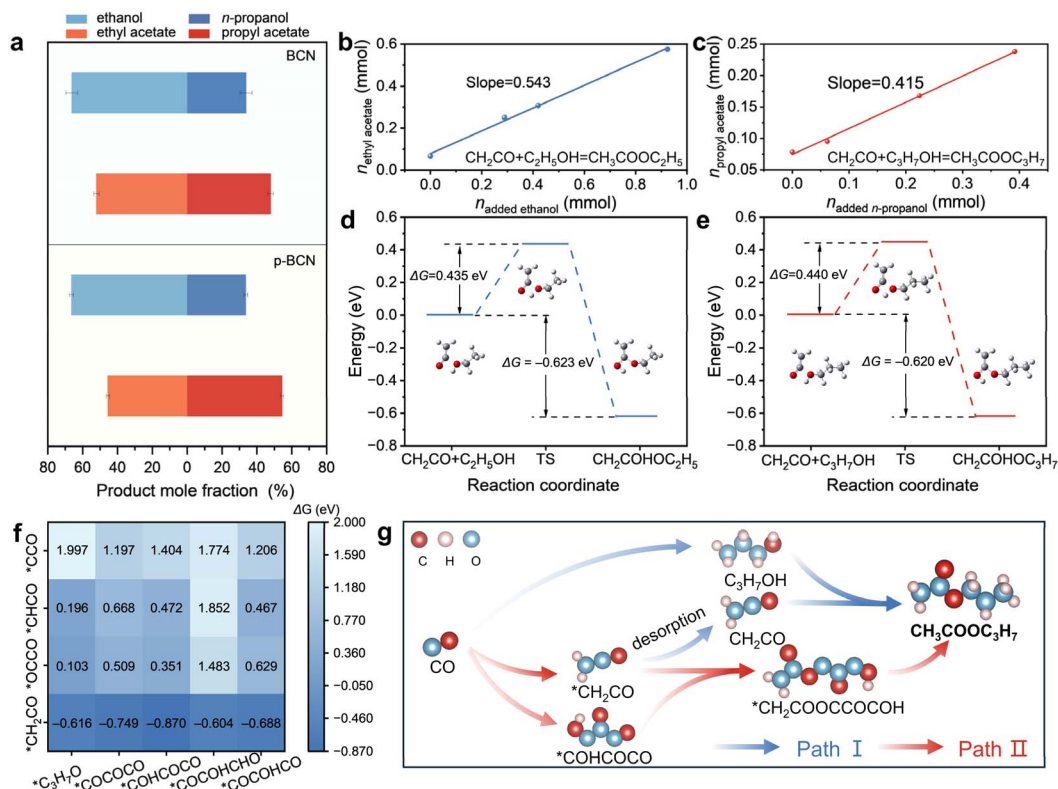 ethanol
n-propanol
ethyl acetate
propyl acetate
a
BCN
p-BCN
80 60 40 20 0 20 40 60 80
Product mole fraction (%)
b
0.6
0.4
0.2
0.0
n ethyl acetate (mmol)
Slope=0.543
CH2CO+C2H5OH=CH3COOC2H5
0.0 0.2 0.4 0.6 0.8 1.0
n added ethanol (mmol)
c
0.25
0.20
0.15
0.10
0.05
n propyl acetate (mmol)
Slope=0.415
CH2CO+C3H7OH=CH3COOC3H7
0.0 0.1 0.2 0.3 0.4
n added n-propanol (mmol)
d
0.6
0.4
0.2
0.0
−0.2
−0.4
−0.6
−0.8
Energy (eV)
ΔG=0.435 eV
ΔG = −0.623 eV
CH2CO+C2H5OH TS CH2COHOC2H5
Reaction coordinate
e
0.6
0.4
0.2
0.0
−0.2
−0.4
−0.6
−0.8
Energy (eV)
ΔG=0.440 eV
ΔG = −0.620 eV
CH2CO+C3H7OH TS CH2COHOC3H7
Reaction coordinate
f
ΔG (eV)
*CCO 1.997 1.197 1.404 1.774 1.206
*CHCO 0.196 0.668 0.472 1.852 0.467
*OCCO 0.103 0.509 0.351 1.483 0.629
*CH2CO −0.616 −0.749 −0.870 −0.604 −0.688
*C3H7O *COCOCO *COHCOCO *COCOHCHO *COCOHCO
2.000
1.590
1.180
0.770
0.360
−0.050
−0.460
−0.870
g
C H O
CO
C3H7OH
desorption
CH2CO
*CH2CO
*COHCOCO
*CH2COOCCOCOH
CH3COOC3H7
Path I
Path II